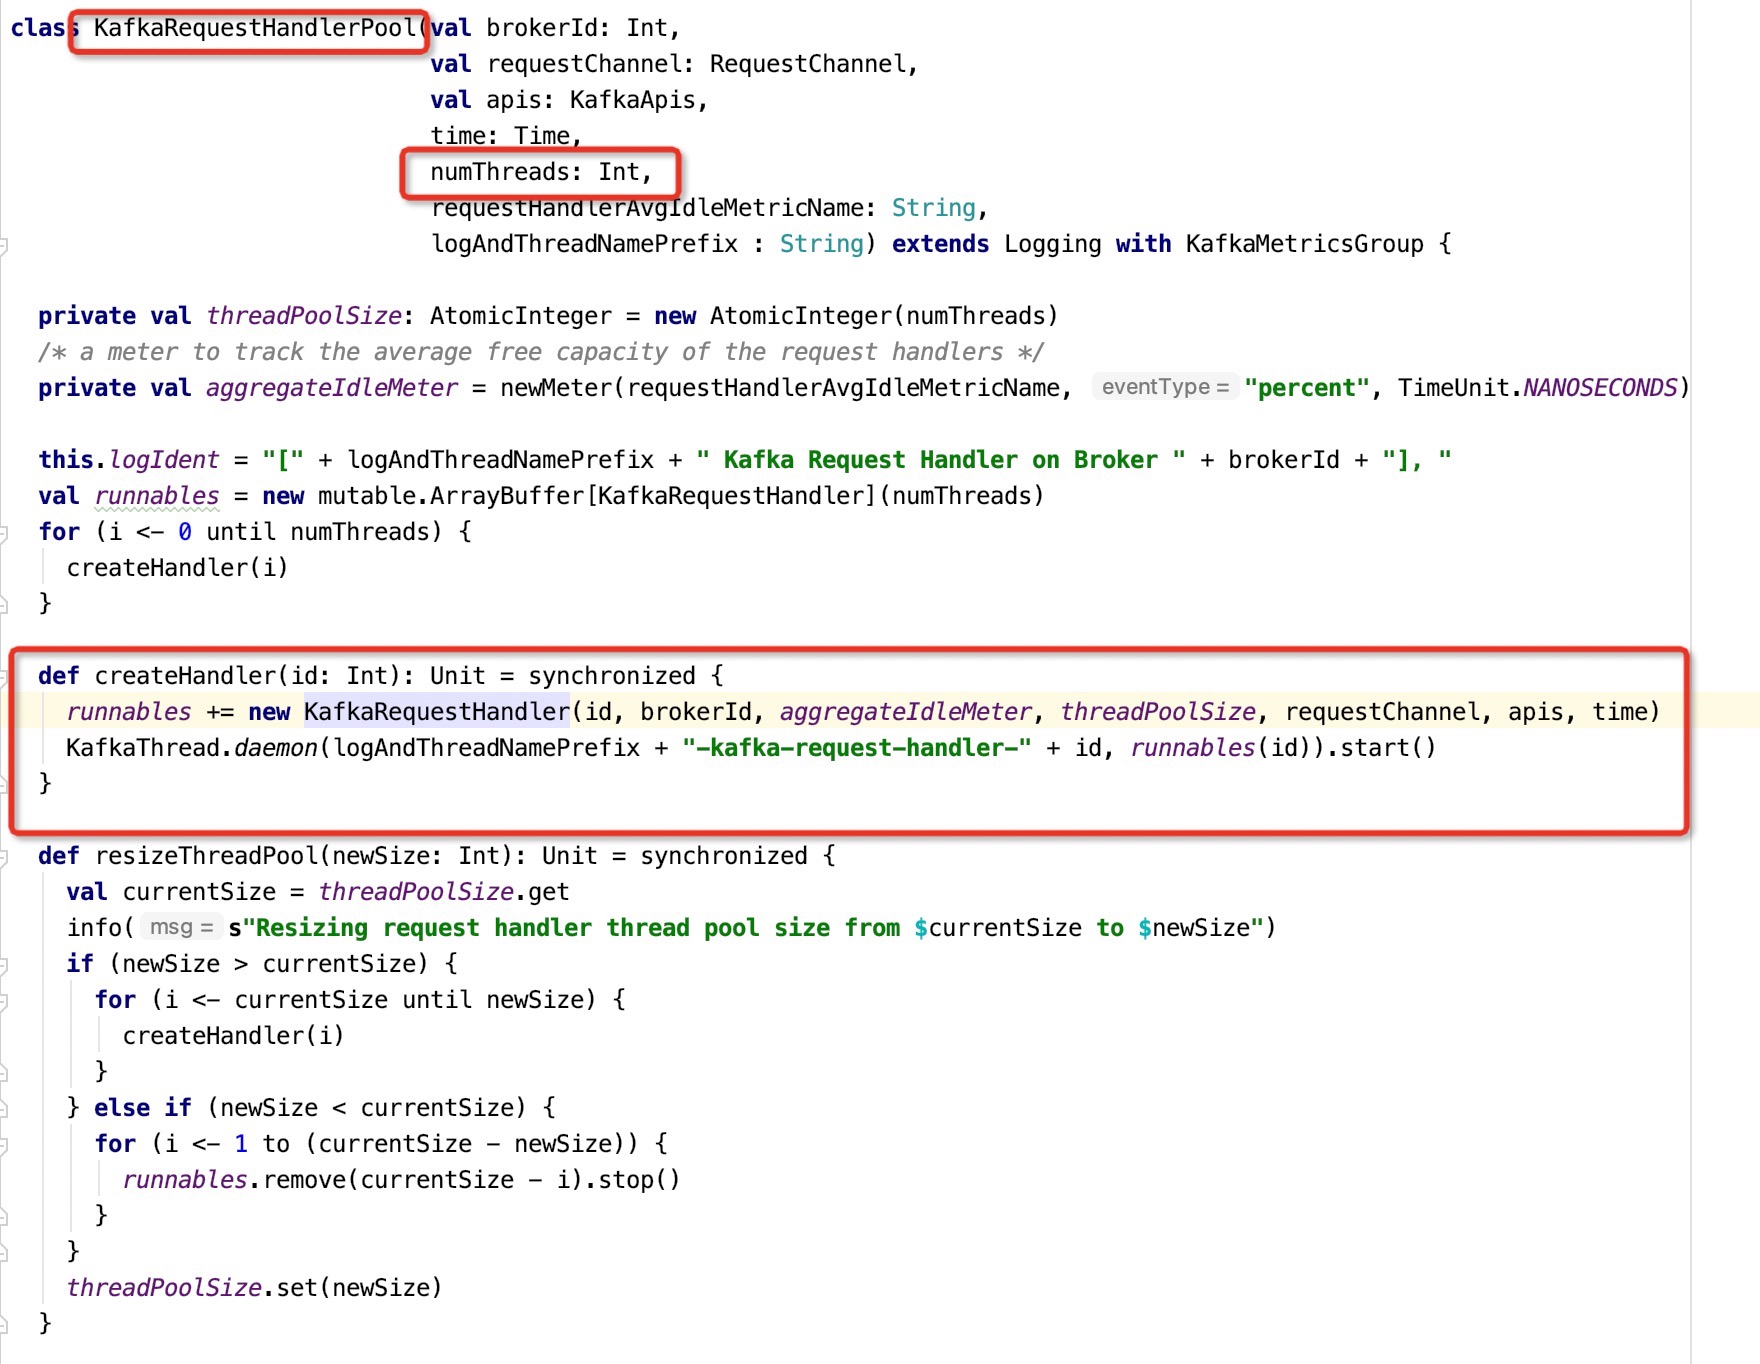 class KafkaRequestHandlerPool(val brokerId: Int,
                              val requestChannel: RequestChannel,
                              val apis: KafkaApis,
                              time: Time,
                              numThreads: Int,
                              requestHandlerAvgIdleMetricName: String,
                              logAndThreadNamePrefix : String) extends Logging with KafkaMetricsGroup {
  private val threadPoolSize: AtomicInteger = new AtomicInteger(numThreads)
  /* a meter to track the average free capacity of the request handlers */
  private val aggregateIdleMeter = newMeter(requestHandlerAvgIdleMetricName, eventType = "percent", TimeUnit.NANOSECONDS)
  this.logIdent = "[" + logAndThreadNamePrefix + " Kafka Request Handler on Broker " + brokerId + "], "
  val runnables = new mutable.ArrayBuffer[KafkaRequestHandler](numThreads)
  for (i <- 0 until numThreads) {
    createHandler(i)
  }
  def createHandler(id: Int): Unit = synchronized {
    runnables += new KafkaRequestHandler(id, brokerId, aggregateIdleMeter, threadPoolSize, requestChannel, apis, time)
    KafkaThread.daemon(logAndThreadNamePrefix + "-kafka-request-handler-" + id, runnables(id)).start()
  }
  def resizeThreadPool(newSize: Int): Unit = synchronized {
    val currentSize = threadPoolSize.get
    info( msg = s"Resizing request handler thread pool size from $currentSize to $newSize")
    if (newSize > currentSize) {
      for (i <- currentSize until newSize) {
        createHandler(i)
      }
    } else if (newSize < currentSize) {
      for (i <- 1 to (currentSize - newSize)) {
        runnables.remove(currentSize - i).stop()
      }
    }
    threadPoolSize.set(newSize)
  }